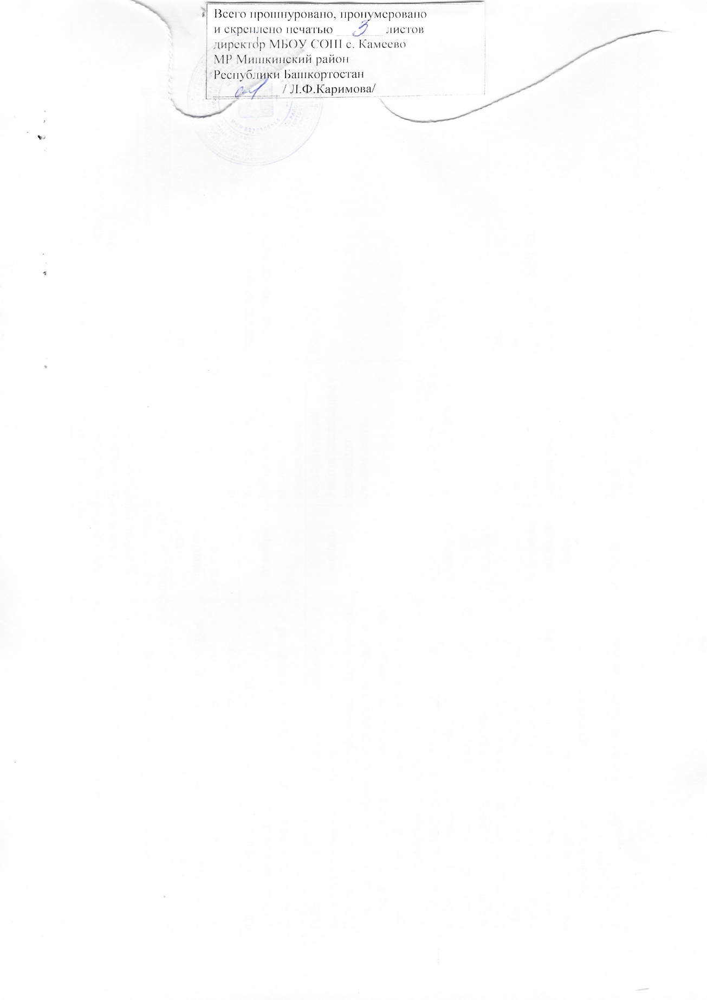 Всего прошнуровано, пронумеровано
и скреплено печатью 3 листов
директор МБОУ СОШ с. Камеево
МР Мишкинский район
Республики Башкортостан
/ Л.Ф.Каримова/